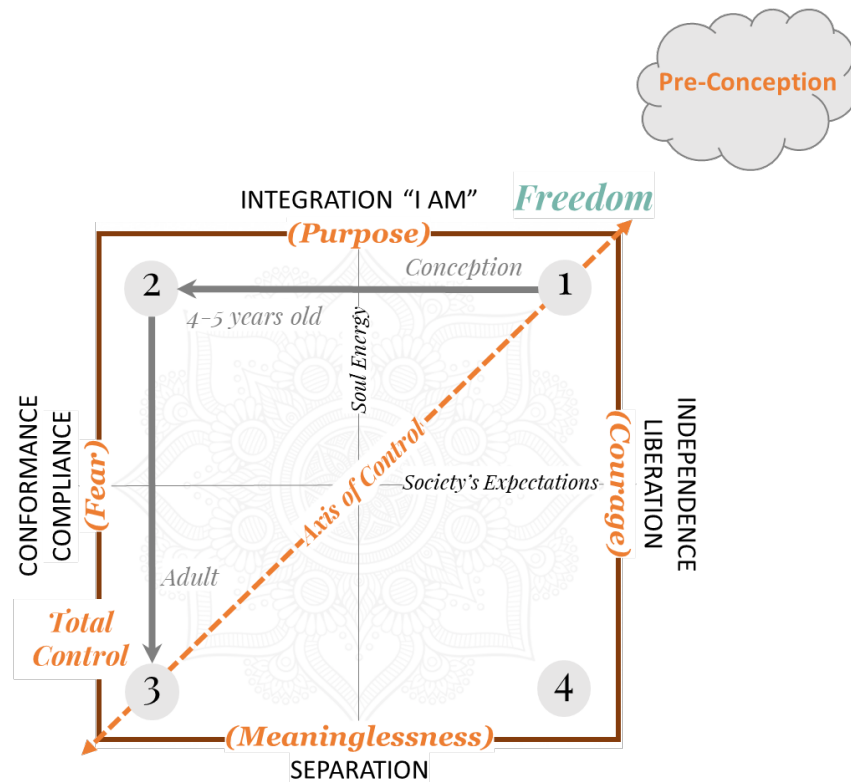 Pre-Conception
INTEGRATION “I AM”
Freedom
(Purpose)
Conception
2
1
4-5 years old
Soul Energy
CONFORMANCE
COMPLIANCE
(Fear)
Axis of Control
Society's Expectations
(Courage)
LIBERATION
INDEPENDENCE
Adult
Total
Control
3
4
(Meaninglessness)
SEPARATION